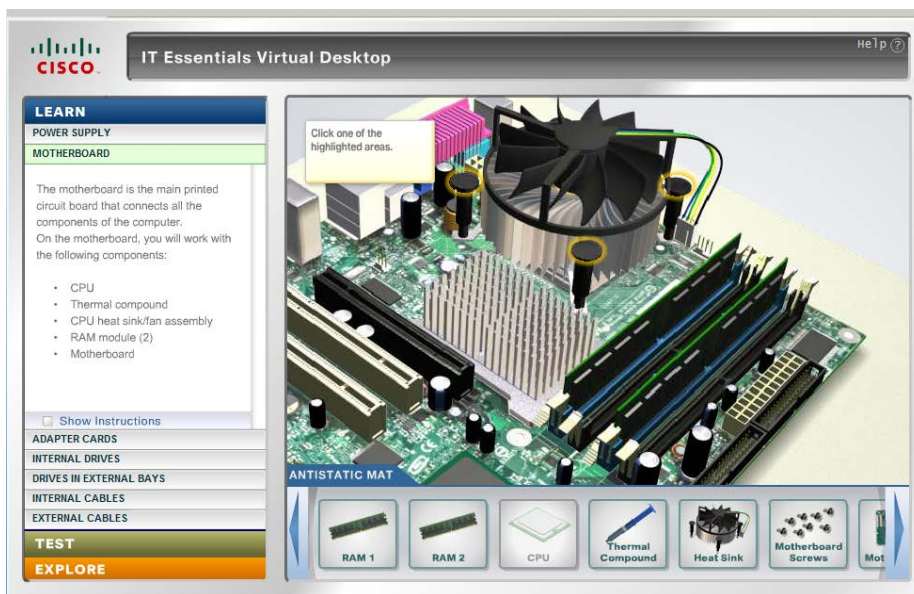 CISCO
IT Essentials Virtual Desktop
Help ?
LEARN
POWER SUPPLY
MOTHERBOARD
The motherboard is the main printed
circuit board that connects all the
components of the computer.
On the motherboard, you will work with
the following components:
• CPU
• Thermal compound
• CPU heat sink/fan assembly
• RAM module (2)
• Motherboard
Show Instructions
ADAPTER CARDS
INTERNAL DRIVES
DRIVES IN EXTERNAL BAYS
INTERNAL CABLES
EXTERNAL CABLES
TEST
EXPLORE
Click one of the
highlighted areas.
ANTISTATIC MAT
RAM 1
RAM 2
CPU
Thermal
Compound
Heat Sink
Motherboard
Screws
Mot